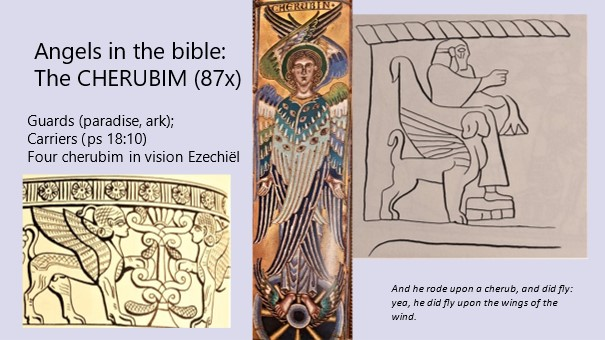 Angels in the bible:
The CHERUBIM (87x)
Guards (paradise, ark);
Carriers (ps 18:10)
Four cherubim in vision Ezechiël
CHERUBIN
And he rode upon a cherub, and did fly:
yea, he did fly upon the wings of the
wind.